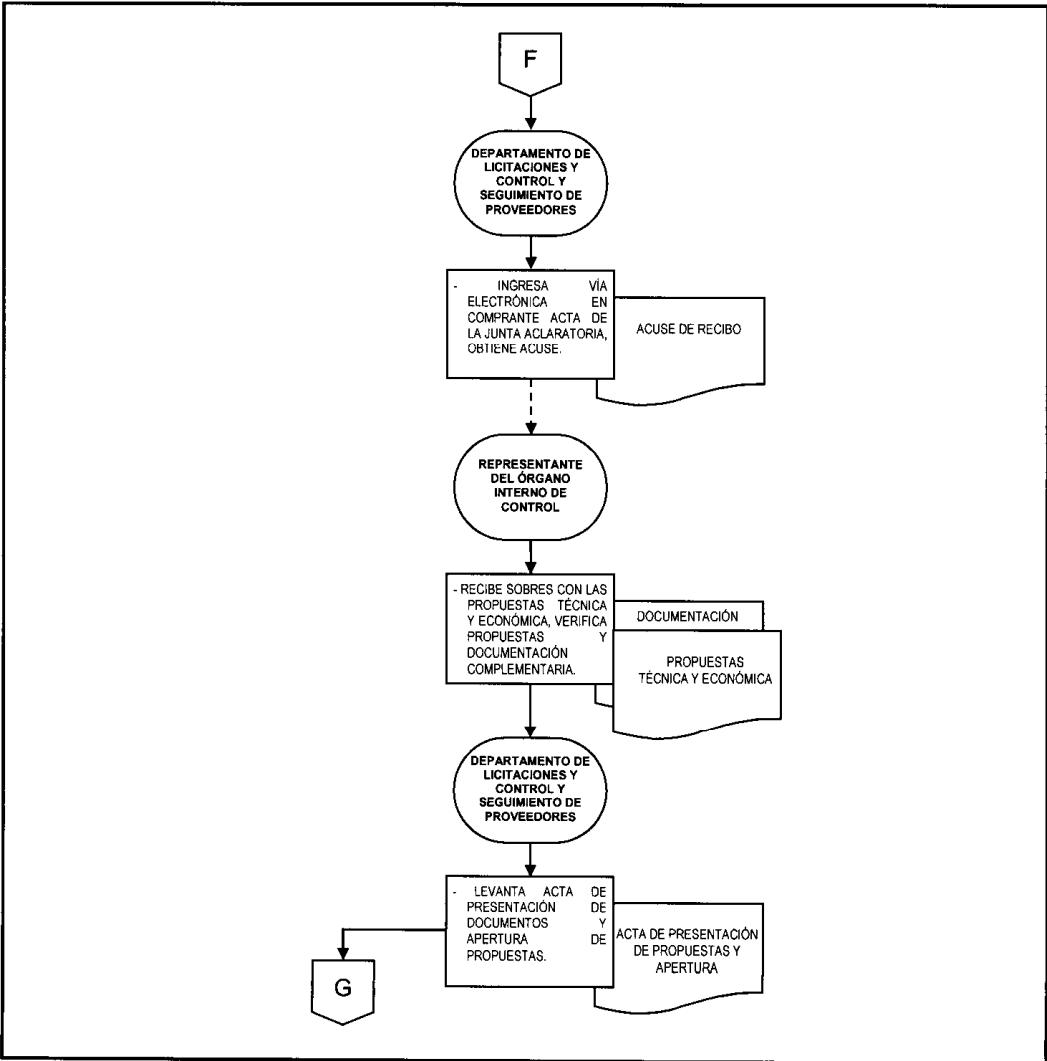 F
DEPARTAMENTO DE
LICITACIONES Y
CONTROL Y
SEGUIMIENTO DE
PROVEEDORES
- INGRESA VÍA
ELECTRÓNICA EN
COMPRANTE ACTA DE
LA JUNTA ACLARATORIA,
OBTIENE ACUSE.
ACUSE DE RECIBO
REPRESENTANTE
DEL ÓRGANO
INTERNO DE
CONTROL
- RECIBE SOBRES CON LAS
PROPUESTAS TÉCNICA
Y ECONÓMICA, VERIFICA
PROPUESTAS Y
DOCUMENTACIÓN
COMPLEMENTARIA.
DOCUMENTACIÓN
PROPUESTAS
TÉCNICA Y ECONÓMICA
DEPARTAMENTO DE
LICITACIONES Y
CONTROL Y
SEGUIMIENTO DE
PROVEEDORES
- LEVANTA ACTA DE
PRESENTACIÓN DE
DOCUMENTOS Y
APERTURA DE
PROPUESTAS.
ACTA DE PRESENTACIÓN
DE PROPUESTAS Y
APERTURA
G